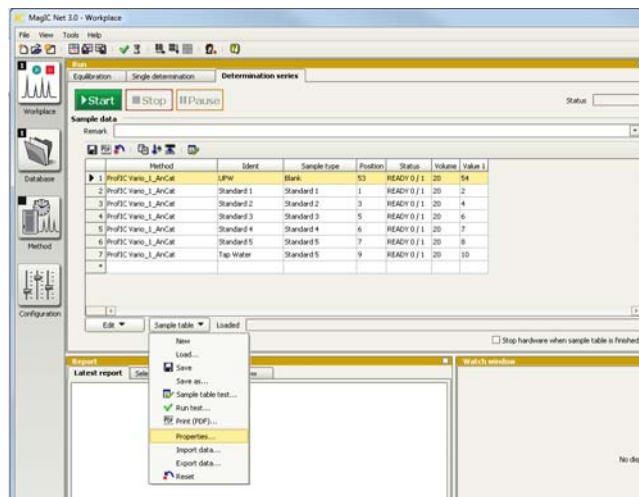 MagIC Net 3.0 - Workplace
File View Tools Help
Run
Equilibration Single determination Determination series
Start Stop Pause Status
Sample data
Remark
Method Ident Sample type Position Status Volume Value 1
1 ProfIC Vario_1_AnCat UPW Blank 53 READY 0 / 1 20 54
2 ProfIC Vario_1_AnCat Standard 1 Standard 1 1 READY 0 / 1 20 2
3 ProfIC Vario_1_AnCat Standard 2 Standard 2 3 READY 0 / 1 20 4
4 ProfIC Vario_1_AnCat Standard 3 Standard 3 5 READY 0 / 1 20 6
5 ProfIC Vario_1_AnCat Standard 4 Standard 4 6 READY 0 / 1 20 7
6 ProfIC Vario_1_AnCat Standard 5 Standard 5 7 READY 0 / 1 20 8
7 ProfIC Vario_1_AnCat Tap Water Standard 5 9 READY 0 / 1 20 10
Workplace
Database
Method
Configuration
Edit Sample table Loaded
Stop hardware when sample table is finished
New
Load...
Save
Save as...
Sample table test...
Run test...
Print (PDF)...
Properties...
Import data...
Export data...
Reset
Report
Latest report
Watch window